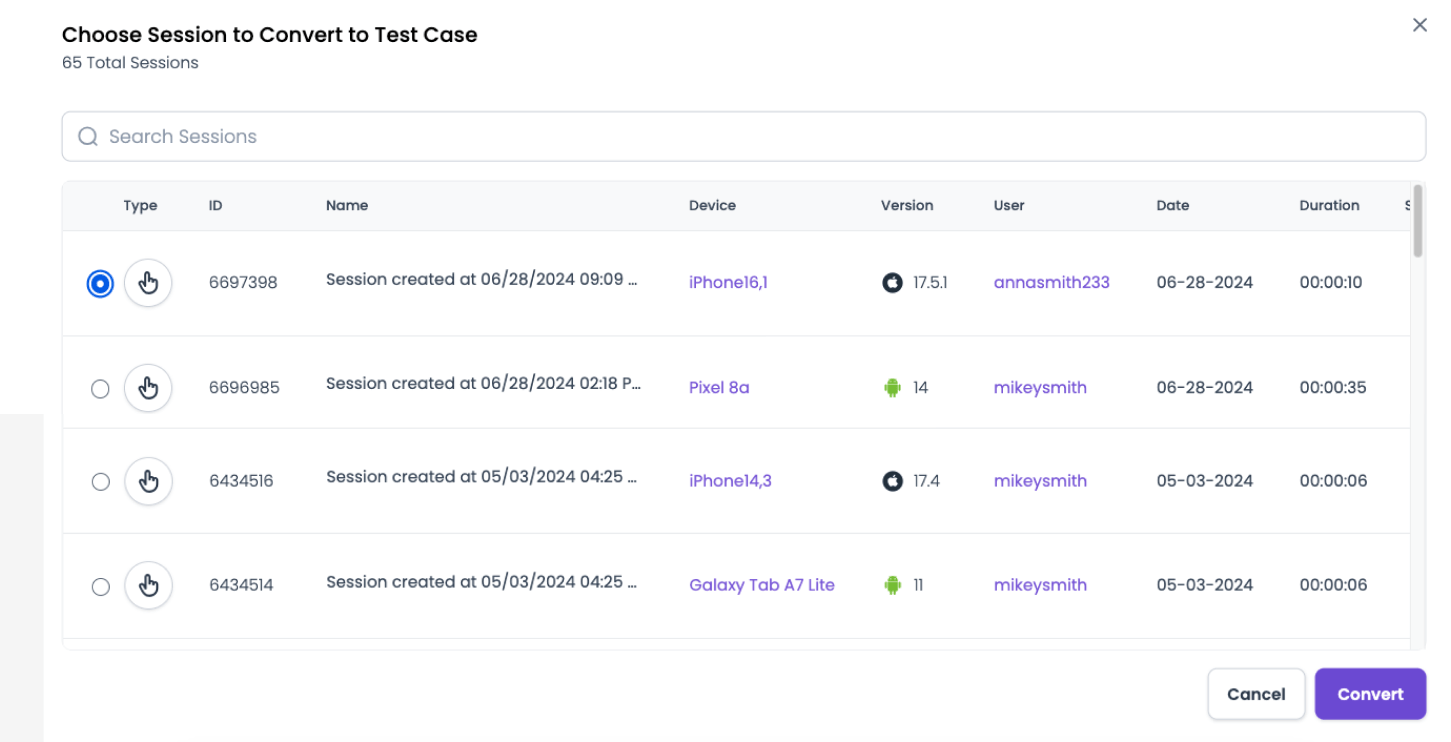 Choose Session to Convert to Test Case
65 Total Sessions
Search Sessions
Type ID Name Device Version User Date Duration
6697398 Session created at 06/28/2024 09:09 ... iPhone16,1 17.5.1 annasmith233 06-28-2024 00:00:10
6696985 Session created at 06/28/2024 02:18 P... Pixel 8a 14 mikeysmith 06-28-2024 00:00:35
6434516 Session created at 05/03/2024 04:25 ... iPhone14,3 17.4 mikeysmith 05-03-2024 00:00:06
6434514 Session created at 05/03/2024 04:25 ... Galaxy Tab A7 Lite 11 mikeysmith 05-03-2024 00:00:06
Cancel Convert